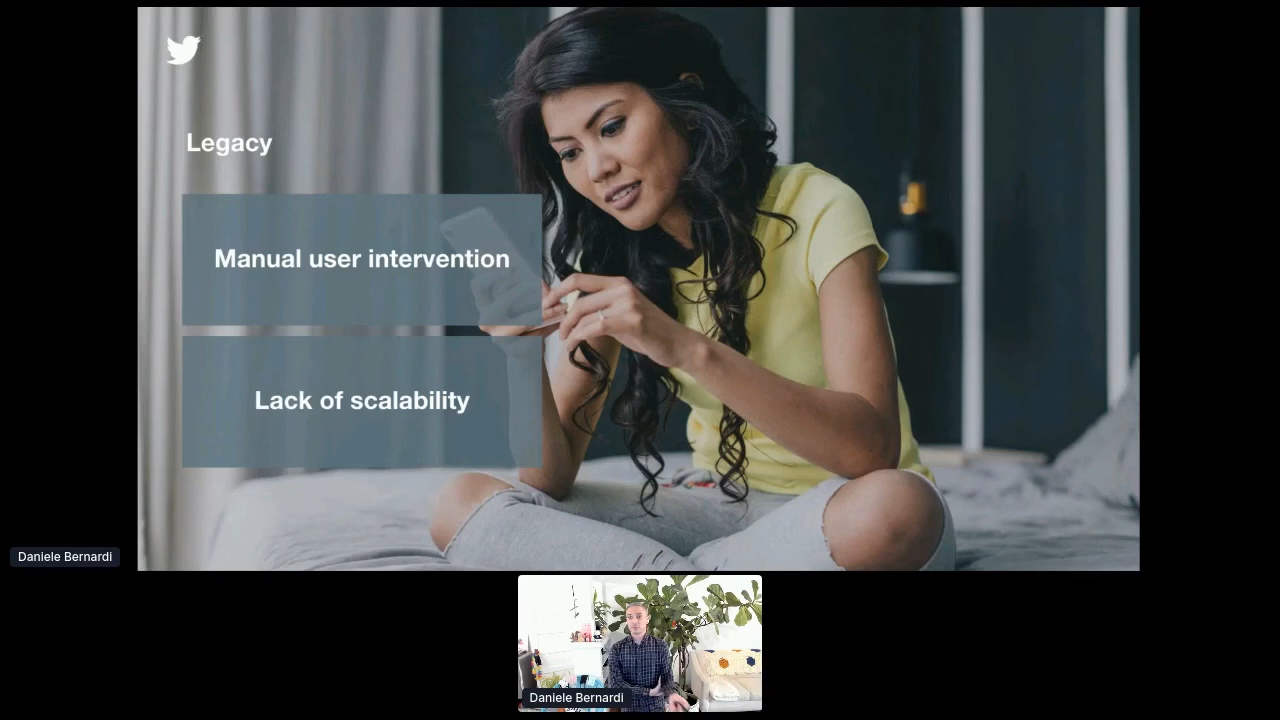 Legacy
Manual user intervention
Lack of scalability
Daniele Bernardi
Daniele Bernardi